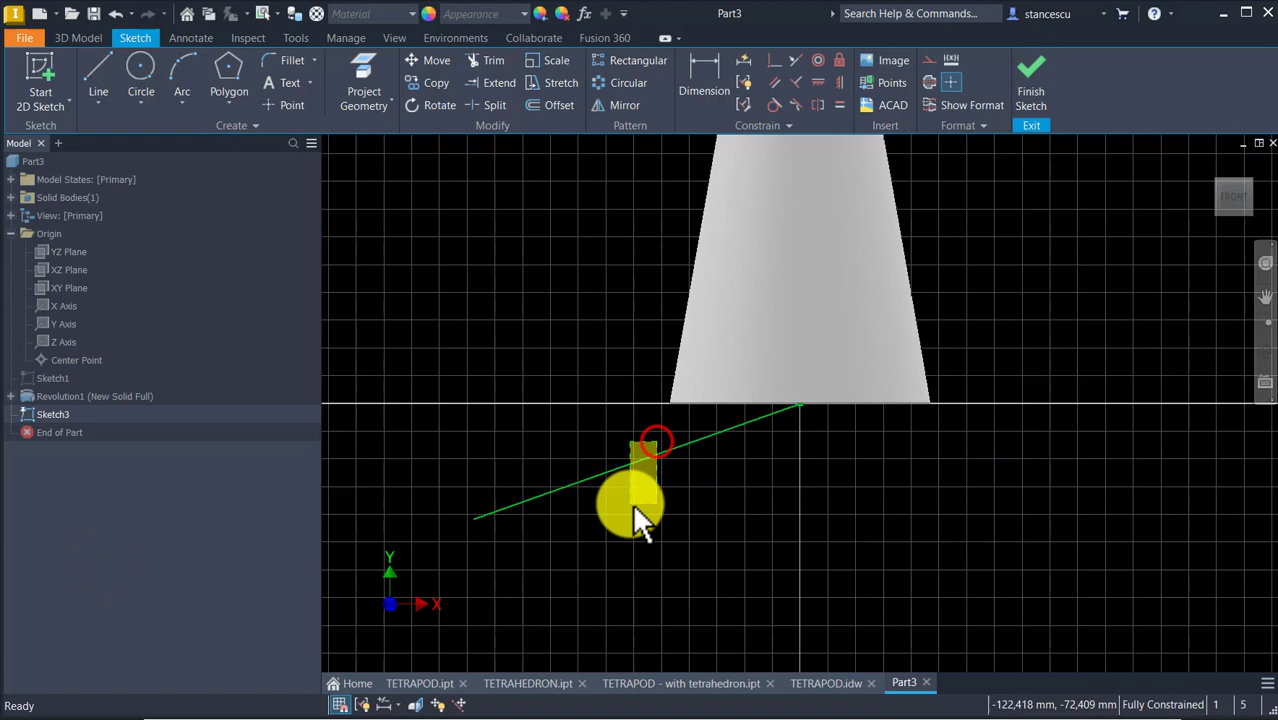 Material
Appearance
Part3
Search Help & Commands...
stancescu
File 3D Model Sketch Annotate Inspect Tools Manage View Environments Collaborate Fusion 360
Start
2D Sketch
Line
Circle
Arc
Polygon
Fillet
Text
Point
Project
Geometry
Move
Copy
Rotate
Trim
Extend
Split
Scale
Stretch
Offset
Rectangular
Circular
Mirror
Dimension
Image
Points
ACAD
Show Format
Finish
Sketch
Sketch Create Modify Pattern Constrain Insert Format Exit
Model
Part3
Model States: [Primary]
Solid Bodies(1)
View: [Primary]
Origin
YZ Plane
XZ Plane
XY Plane
X Axis
Y Axis
Z Axis
Center Point
Sketch1
Revolution1 (New Solid Full)
Sketch3
End of Part
FRONT
Y
X
Home TETRAPOD.ipt TETRAHEDRON.ipt TETRAPOD - with tetrahedron.ipt TETRAPOD.idw Part3
Ready
-122,418 mm, -72,409 mm Fully Constrained 1 5